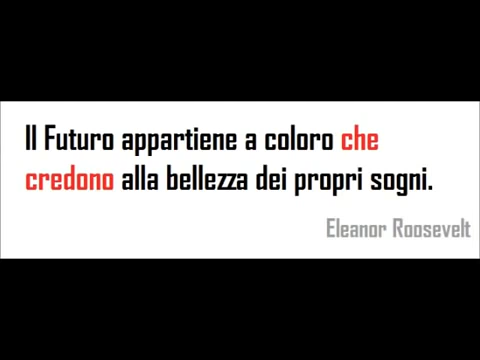 Il Futuro appartiene a coloro che
credono alla bellezza dei propri sogni.
Eleanor Roosevelt